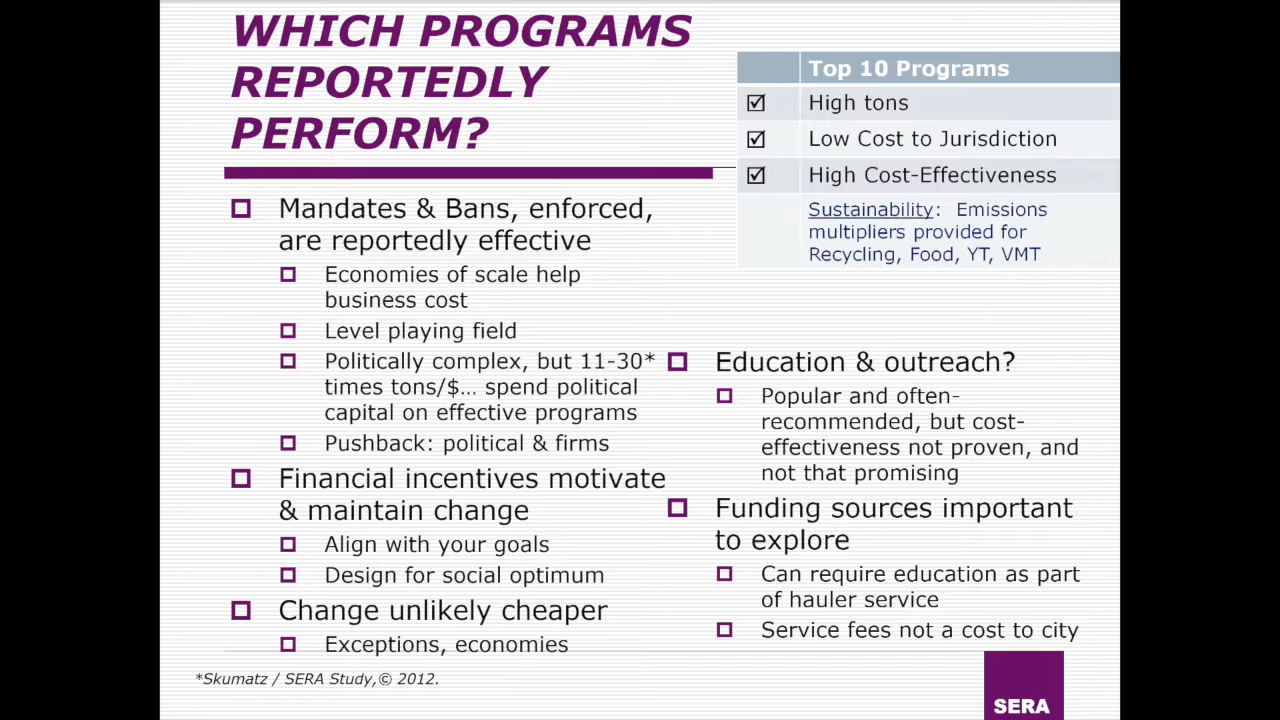 WHICH PROGRAMS
REPORTEDLY
PERFORM?
Top 10 Programs
High tons
Low Cost to Jurisdiction
High Cost-Effectiveness
Sustainability: Emissions
multipliers provided for
Recycling, Food, YT, VMT
Mandates & Bans, enforced,
are reportedly effective
Economies of scale help
business cost
Level playing field
Politically complex, but 11-30*
times tons/$… spend political
capital on effective programs
Pushback: political & firms
Financial incentives motivate
& maintain change
Align with your goals
Design for social optimum
Change unlikely cheaper
Exceptions, economies
Education & outreach?
Popular and often-
recommended, but cost-
effectiveness not proven, and
not that promising
Funding sources important
to explore
Can require education as part
of hauler service
Service fees not a cost to city
*Skumatz / SERA Study,© 2012.
SERA